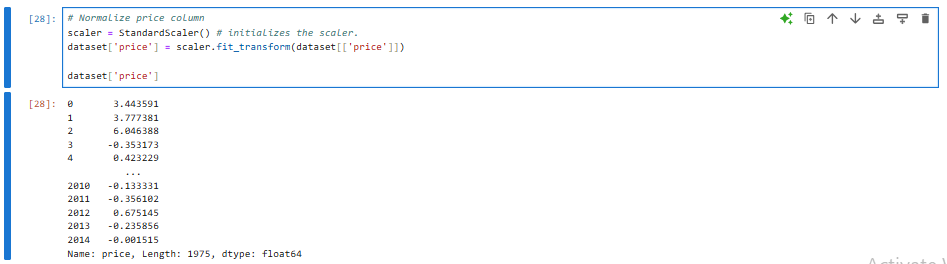 [28]: # Normalize price column
scaler = StandardScaler() # initializes the scaler.
dataset['price'] = scaler.fit_transform(dataset[['price']])
dataset['price']
[28]: 0 3.443591
1 3.777381
2 6.046388
3 -0.353173
4 0.423229
...
2010 -0.133331
2011 -0.356102
2012 0.675145
2013 -0.235856
2014 -0.001515
Name: price, Length: 1975, dtype: float64